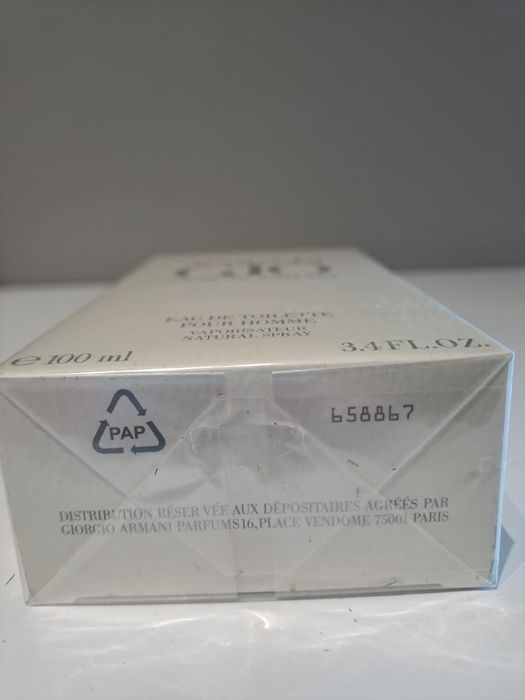 GIO
EAU DE TOILETTE
POUR HOMME
VAPORISATEUR
NATURAL SPRAY
e 100 ml
3.4 FL.OZ.
PAP
658867
DISTRIBUTION RÉSER VÉE AUX DÉPOSITAIRES AGRÉÉS PAR
GIORGIO ARMANI PARFUMS16,PLACE VENDOME 75001 PARIS